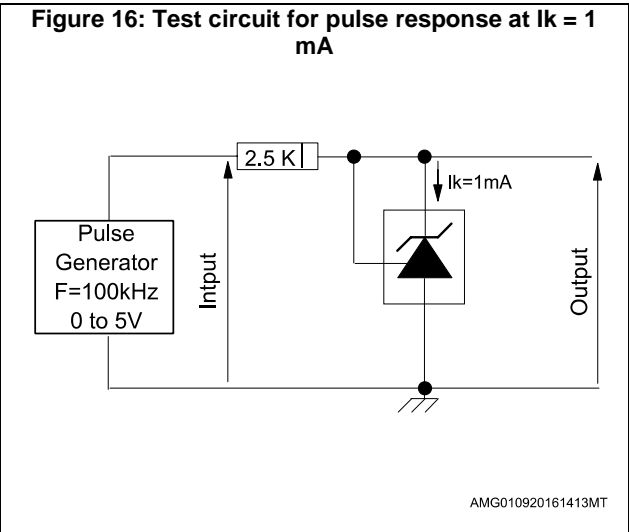 Figure 16: Test circuit for pulse response at Ik = 1
mA
2.5 K
Ik=1mA
Pulse
Generator
F=100kHz
0 to 5V
Intput
Output
AMG010920161413MT